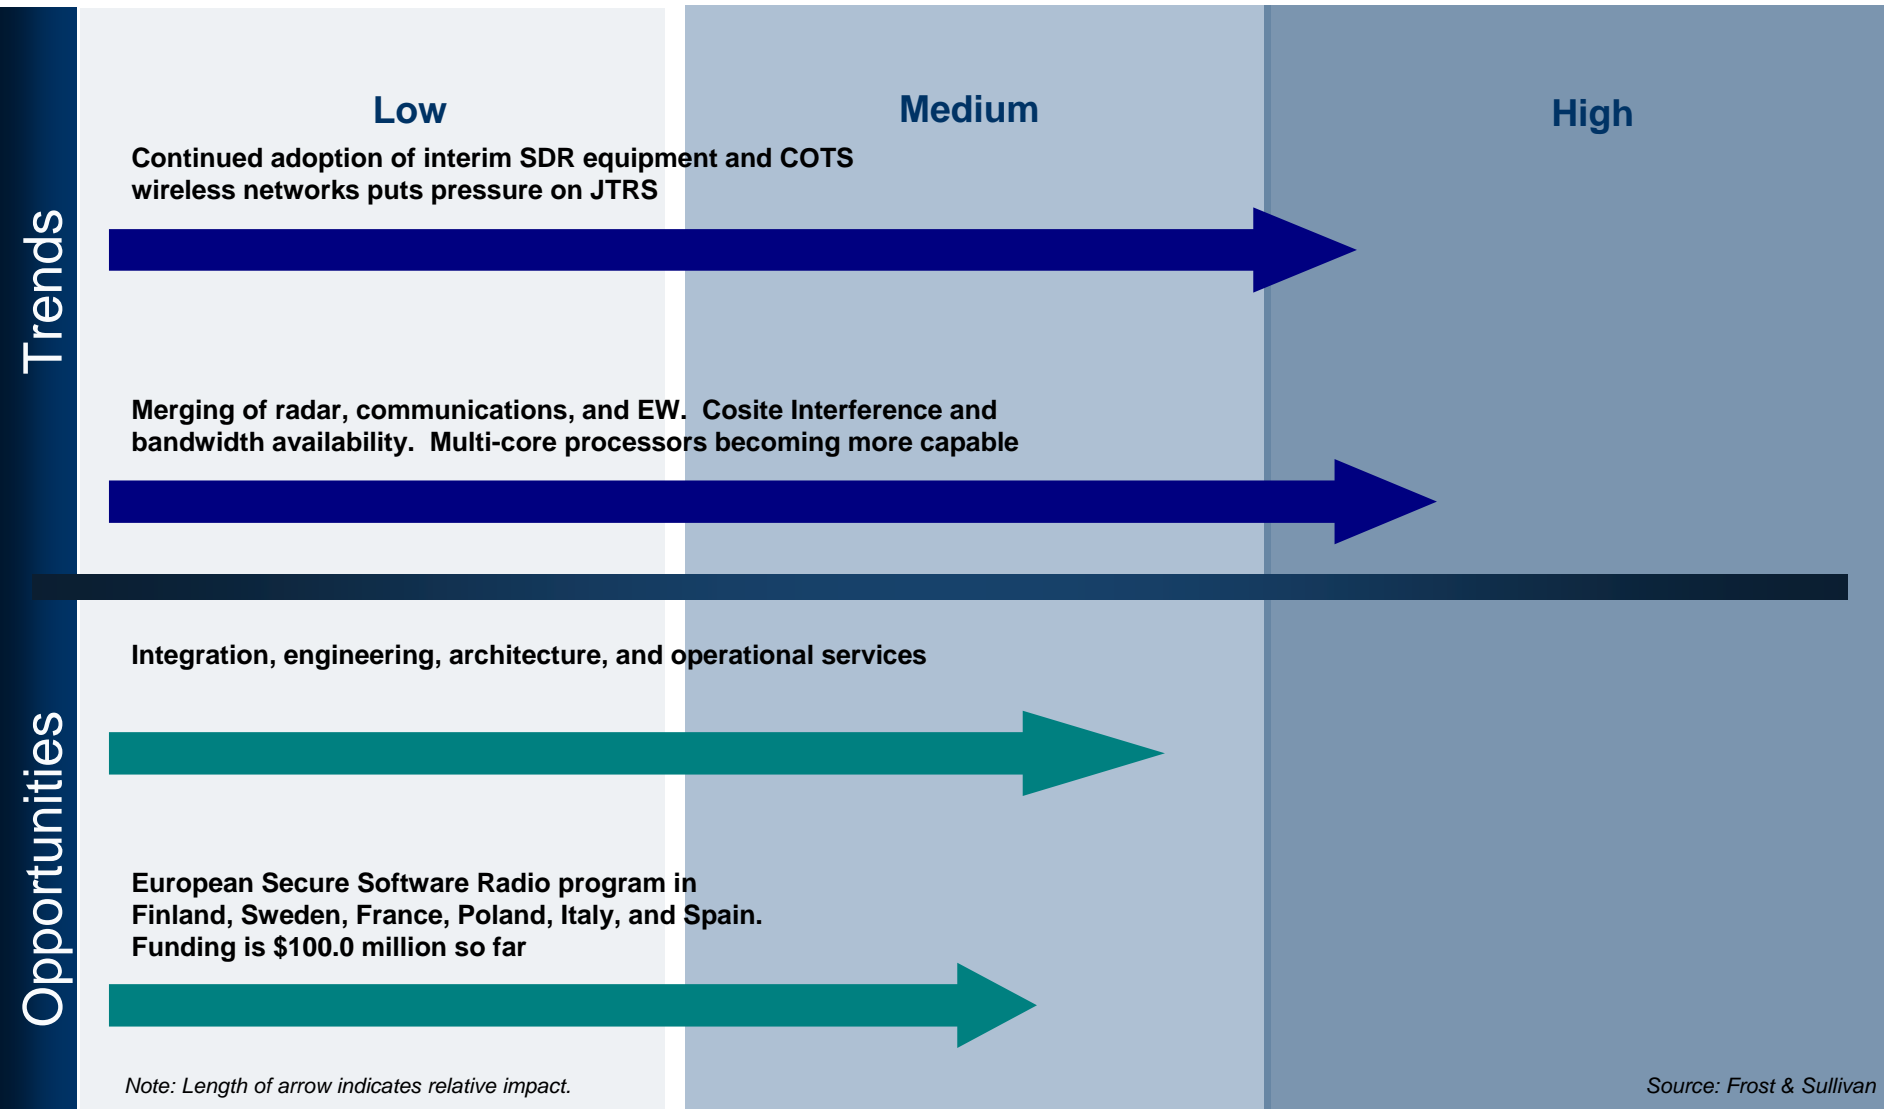 Low
Medium
High
Trends
Continued adoption of interim SDR equipment and COTS
wireless networks puts pressure on JTRS
Merging of radar, communications, and EW.  Cosite Interference and
bandwidth availability.  Multi-core processors becoming more capable
Opportunities
Integration, engineering, architecture, and operational services
European Secure Software Radio program in
Finland, Sweden, France, Poland, Italy, and Spain.
Funding is $100.0 million so far
Note: Length of arrow indicates relative impact.
Source: Frost & Sullivan